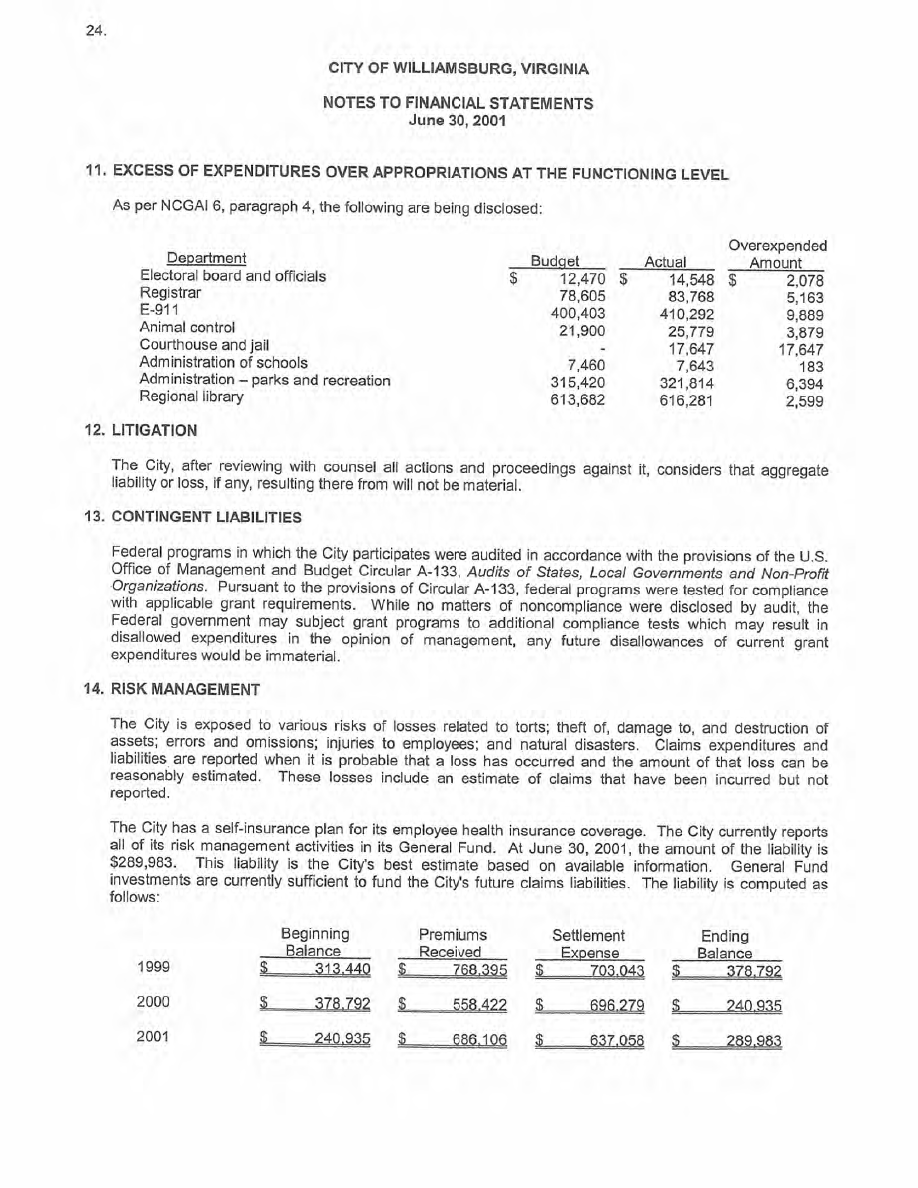 24.
CITY OF WILLIAMSBURG, VIRGINIA
NOTES TO FINANCIAL STATEMENTS
June 30, 2001
11. EXCESS OF EXPENDITURES OVER APPROPRIATIONS AT THE FUNCTIONING LEVEL
As per NCGAI 6, paragraph 4, the following are being disclosed:
Overexpended
Department Budget Actual Amount
Electoral board and officials $ 12,470 $ 14,548 $ 2,078
Registrar 78,605 83,768 5,163
E-911 400,403 410,292 9,889
Animal control 21,900 25,779 3,879
Courthouse and jail - 17,647 17,647
Administration of schools 7,460 7,643 183
Administration – parks and recreation 315,420 321,814 6,394
Regional library 613,682 616,281 2,599
12. LITIGATION
The City, after reviewing with counsel all actions and proceedings against it, considers that aggregate
liability or loss, if any, resulting there from will not be material.
13. CONTINGENT LIABILITIES
Federal programs in which the City participates were audited in accordance with the provisions of the U.S.
Office of Management and Budget Circular A-133, Audits of States, Local Governments and Non-Profit
Organizations. Pursuant to the provisions of Circular A-133, federal programs were tested for compliance
with applicable grant requirements. While no matters of noncompliance were disclosed by audit, the
Federal government may subject grant programs to additional compliance tests which may result in
disallowed expenditures in the opinion of management, any future disallowances of current grant
expenditures would be immaterial.
14. RISK MANAGEMENT
The City is exposed to various risks of losses related to torts; theft of, damage to, and destruction of
assets; errors and omissions; injuries to employees; and natural disasters. Claims expenditures and
liabilities are reported when it is probable that a loss has occurred and the amount of that loss can be
reasonably estimated. These losses include an estimate of claims that have been incurred but not
reported.
The City has a self-insurance plan for its employee health insurance coverage. The City currently reports
all of its risk management activities in its General Fund. At June 30, 2001, the amount of the liability is
$289,983. This liability is the City's best estimate based on available information. General Fund
investments are currently sufficient to fund the City's future claims liabilities. The liability is computed as
follows:
Beginning Premiums Settlement Ending
Balance Received Expense Balance
1999 $ 313,440 $ 768,395 $ 703,043 $ 378,792
2000 $ 378,792 $ 558,422 $ 696,279 $ 240,935
2001 $ 240,935 $ 686,106 $ 637,058 $ 289,983